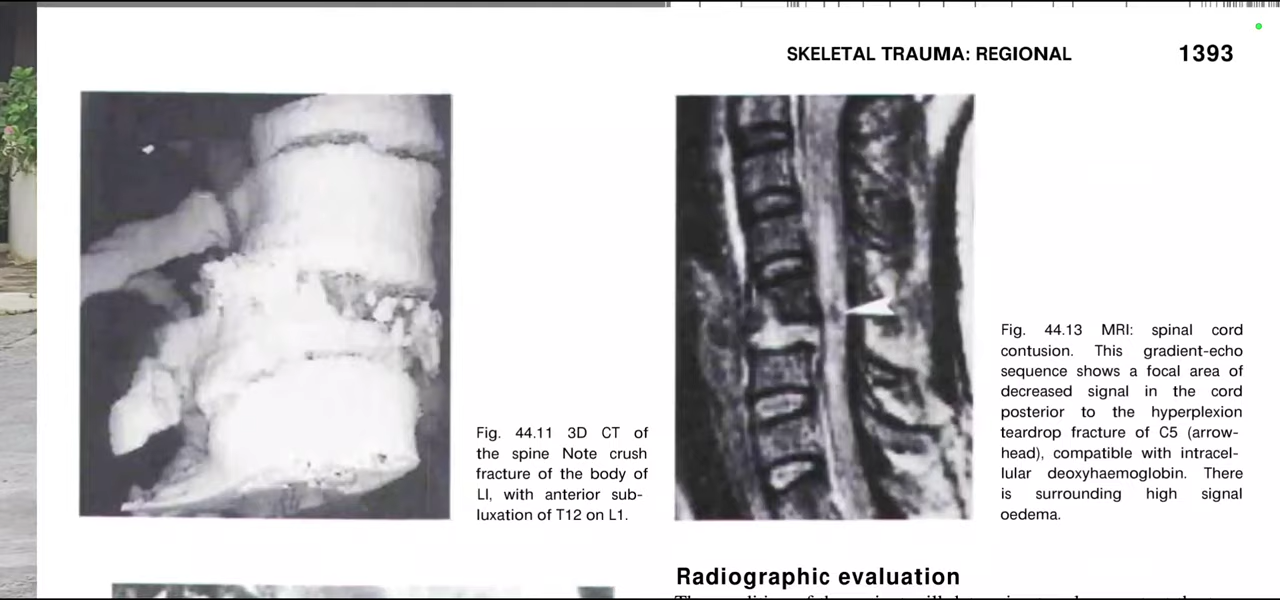 SKELETAL TRAUMA: REGIONAL 1393
Fig. 44.11 3D CT of
the spine Note crush
fracture of the body of
LI, with anterior sub-
luxation of T12 on L1.
Fig. 44.13 MRI: spinal cord
contusion. This gradient-echo
sequence shows a focal area of
decreased signal in the cord
posterior to the hyperplexion
teardrop fracture of C5 (arrow-
head), compatible with intracel-
lular deoxyhaemoglobin. There
is surrounding high signal
oedema.
Radiographic evaluation